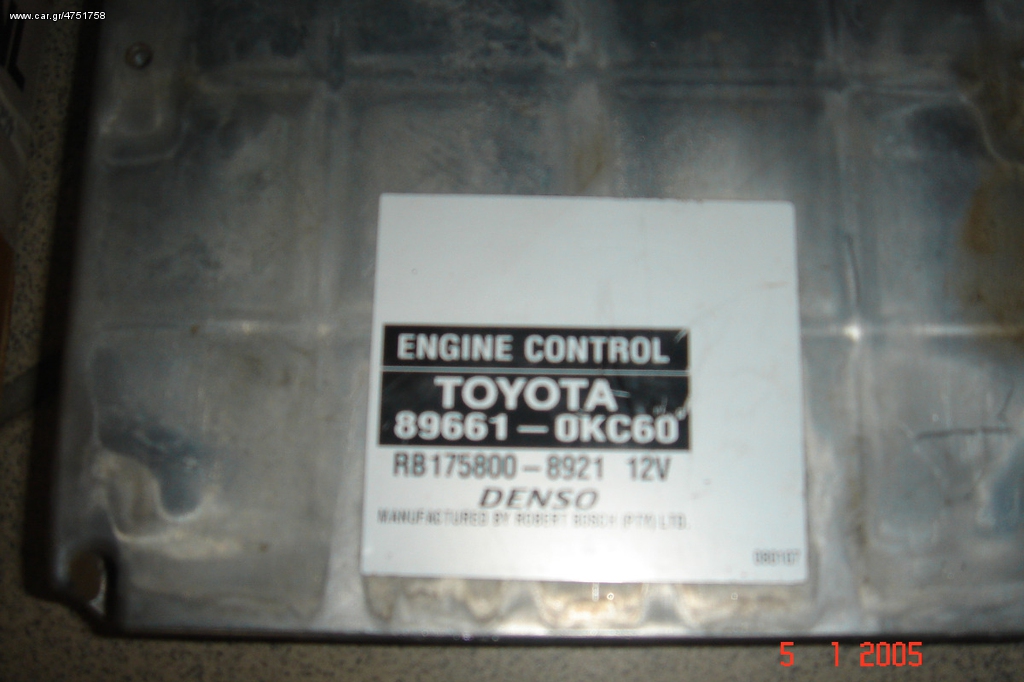 www.car.gr/4751758
ENGINE CONTROL
TOYOTA
89661-0KC60
RB175800-8921 12V
DENSO
MANUFACTURED BY ROBERT BOSCH (PTY) LTD.
5 1 2005